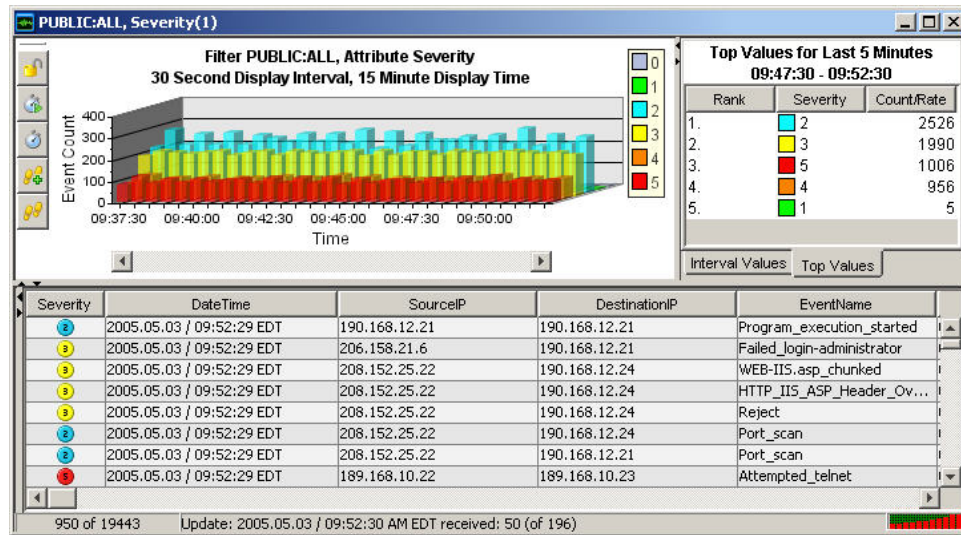 PUBLIC:ALL, Severity(1)
Filter PUBLIC:ALL, Attribute Severity
30 Second Display Interval, 15 Minute Display Time
Event Count
400
300
200
100
0
09:37:30 09:40:00 09:42:30 09:45:00 09:47:30 09:50:00
Time
0
1
2
3
4
5
Top Values for Last 5 Minutes
09:47:30 - 09:52:30
Rank Severity Count/Rate
1. 2 2526
2. 3 1990
3. 5 1006
4. 4 956
5. 1 5
Interval Values Top Values
Severity DateTime SourceIP DestinationIP EventName
2 2005.05.03 / 09:52:29 EDT 190.168.12.21 190.168.12.21 Program_execution_started
3 2005.05.03 / 09:52:29 EDT 206.158.21.6 190.168.12.21 Failed_login-administrator
3 2005.05.03 / 09:52:29 EDT 208.152.25.22 190.168.12.24 WEB-IIS.asp_chunked
3 2005.05.03 / 09:52:29 EDT 208.152.25.22 190.168.12.24 HTTP_IIS_ASP_Header_Ov...
3 2005.05.03 / 09:52:29 EDT 208.152.25.22 190.168.12.24 Reject
2 2005.05.03 / 09:52:29 EDT 208.152.25.22 190.168.12.24 Port_scan
2 2005.05.03 / 09:52:29 EDT 208.152.25.22 190.168.12.21 Port_scan
5 2005.05.03 / 09:52:29 EDT 189.168.10.22 189.168.10.23 Attempted_telnet
950 of 19443 Update: 2005.05.03 / 09:52:30 AM EDT received: 50 (of 196)